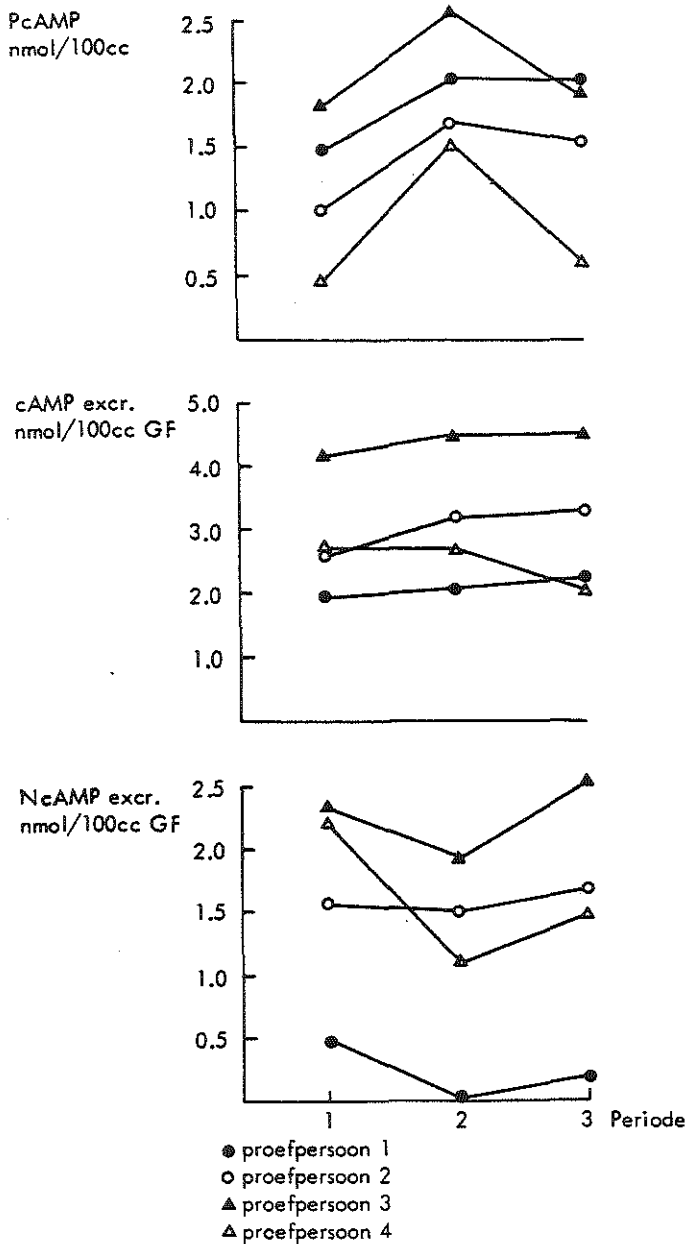 PcAMP
nmol/100cc
2.5
2.0
1.5
1.0
0.5
cAMP excr.
nmol/100cc GF
5.0
4.0
3.0
2.0
1.0
NcAMP excr.
nmol/100cc GF
2.5
2.0
1.5
1.0
0.5
1 2 3 Periode
proefpersoon 1
proefpersoon 2
proefpersoon 3
proefpersoon 4